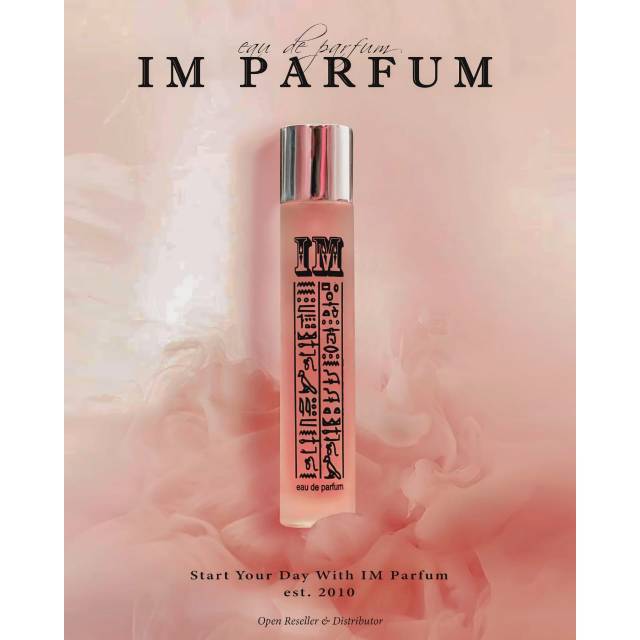 eau de parfum
IM PARFUM
IM
eau de parfum
Start Your Day With IM Parfum
est. 2010
Open Reseller & Distributor